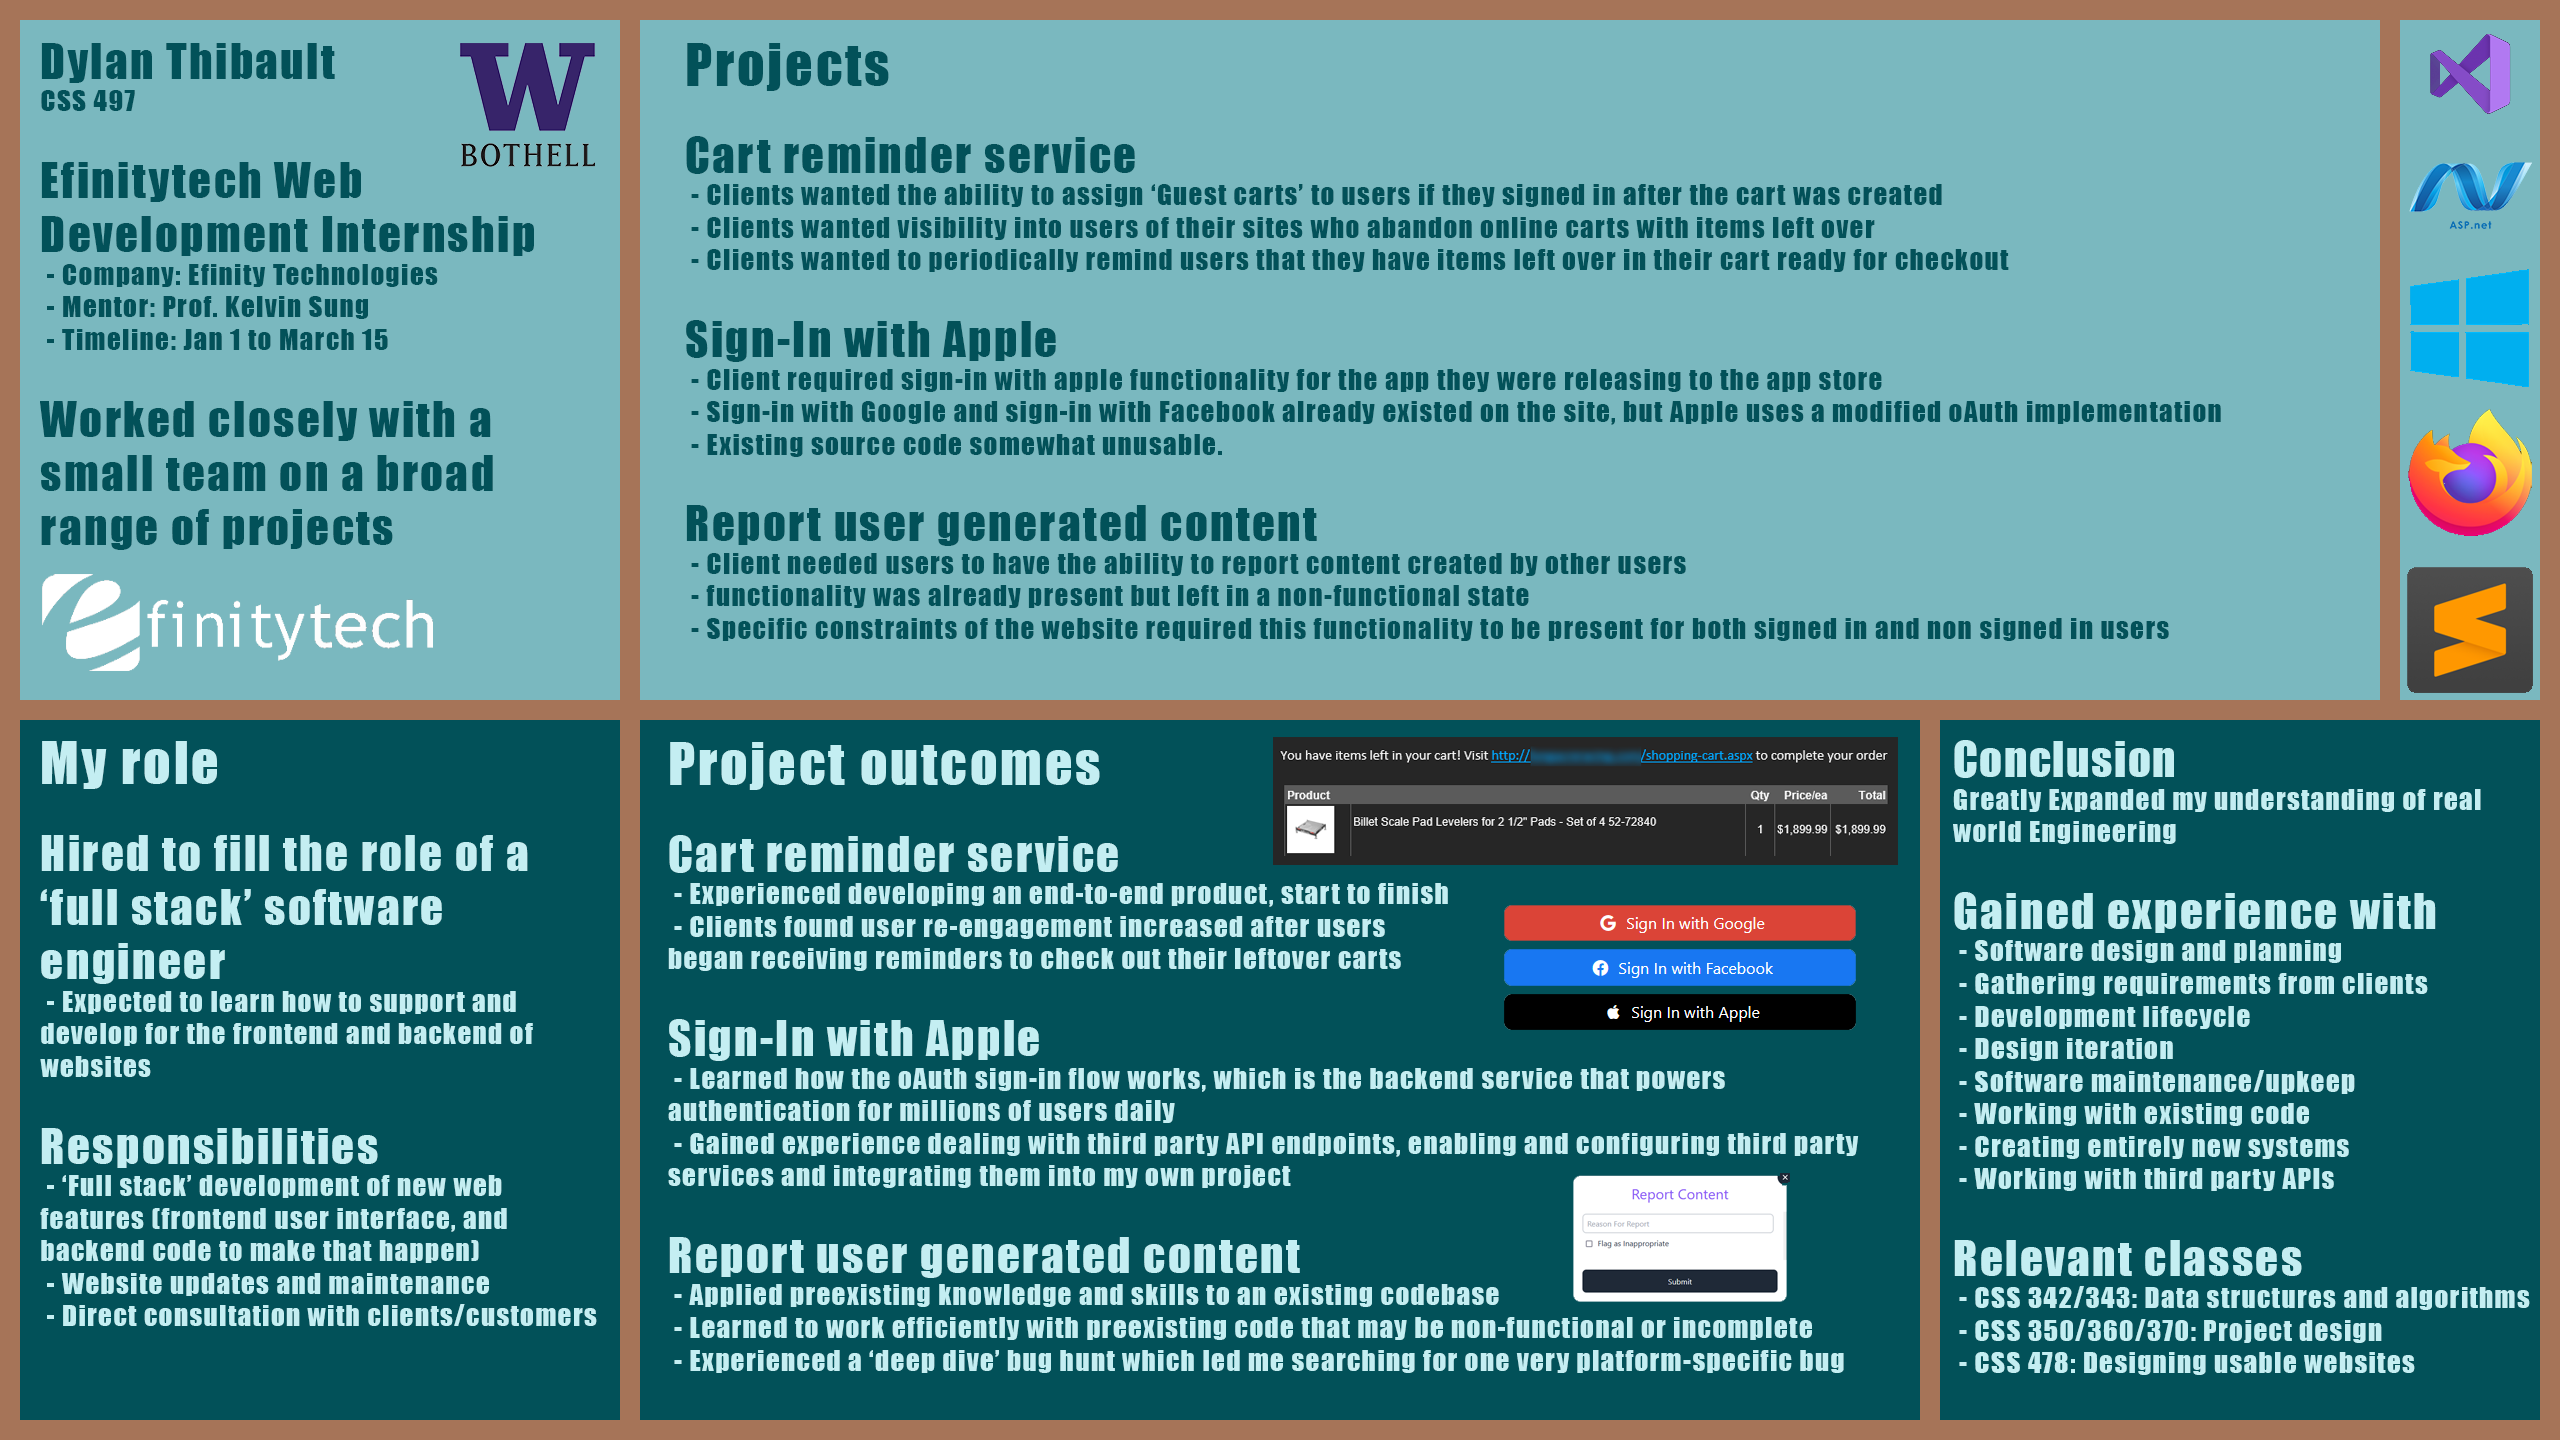 Dylan Thibault
CSS 497
W
BOTHELL
Efinitytech Web
Development Internship
- Company: Efinity Technologies
- Mentor: Prof. Kelvin Sung
- Timeline: Jan 1 to March 15
Worked closely with a
small team on a broad
range of projects
efinitytech
Projects
Cart reminder service
- Clients wanted the ability to assign ‘Guest carts’ to users if they signed in after the cart was created
- Clients wanted visibility into users of their sites who abandon online carts with items left over
- Clients wanted to periodically remind users that they have items left over in their cart ready for checkout
Sign-In with Apple
- Client required sign-in with apple functionality for the app they were releasing to the app store
- Sign-in with Google and sign-in with Facebook already existed on the site, but Apple uses a modified oAuth implementation
- Existing source code somewhat unusable.
Report user generated content
- Client needed users to have the ability to report content created by other users
- functionality was already present but left in a non-functional state
- Specific constraints of the website required this functionality to be present for both signed in and non signed in users
ASP.net
My role
Hired to fill the role of a
‘full stack’ software
engineer
- Expected to learn how to support and
develop for the frontend and backend of
websites
Responsibilities
- ‘Full stack’ development of new web
features (frontend user interface, and
backend code to make that happen)
- Website updates and maintenance
- Direct consultation with clients/customers
Project outcomes
You have items left in your cart! Visit http:// /shopping-cart.aspx to complete your order
Product Qty Price/ea Total
Billet Scale Pad Levelers for 2 1/2" Pads - Set of 4 52-72840 1 $1,899.99 $1,899.99
Cart reminder service
- Experienced developing an end-to-end product, start to finish
- Clients found user re-engagement increased after users
began receiving reminders to check out their leftover carts
Sign In with Google
Sign In with Facebook
Sign In with Apple
Sign-In with Apple
- Learned how the oAuth sign-in flow works, which is the backend service that powers
authentication for millions of users daily
- Gained experience dealing with third party API endpoints, enabling and configuring third party
services and integrating them into my own project
Report Content
Reason For Report
Flag as Inappropriate
Submit
Report user generated content
- Applied preexisting knowledge and skills to an existing codebase
- Learned to work efficiently with preexisting code that may be non-functional or incomplete
- Experienced a ‘deep dive’ bug hunt which led me searching for one very platform-specific bug
Conclusion
Greatly Expanded my understanding of real
world Engineering
Gained experience with
- Software design and planning
- Gathering requirements from clients
- Development lifecycle
- Design iteration
- Software maintenance/upkeep
- Working with existing code
- Creating entirely new systems
- Working with third party APIs
Relevant classes
- CSS 342/343: Data structures and algorithms
- CSS 350/360/370: Project design
- CSS 478: Designing usable websites